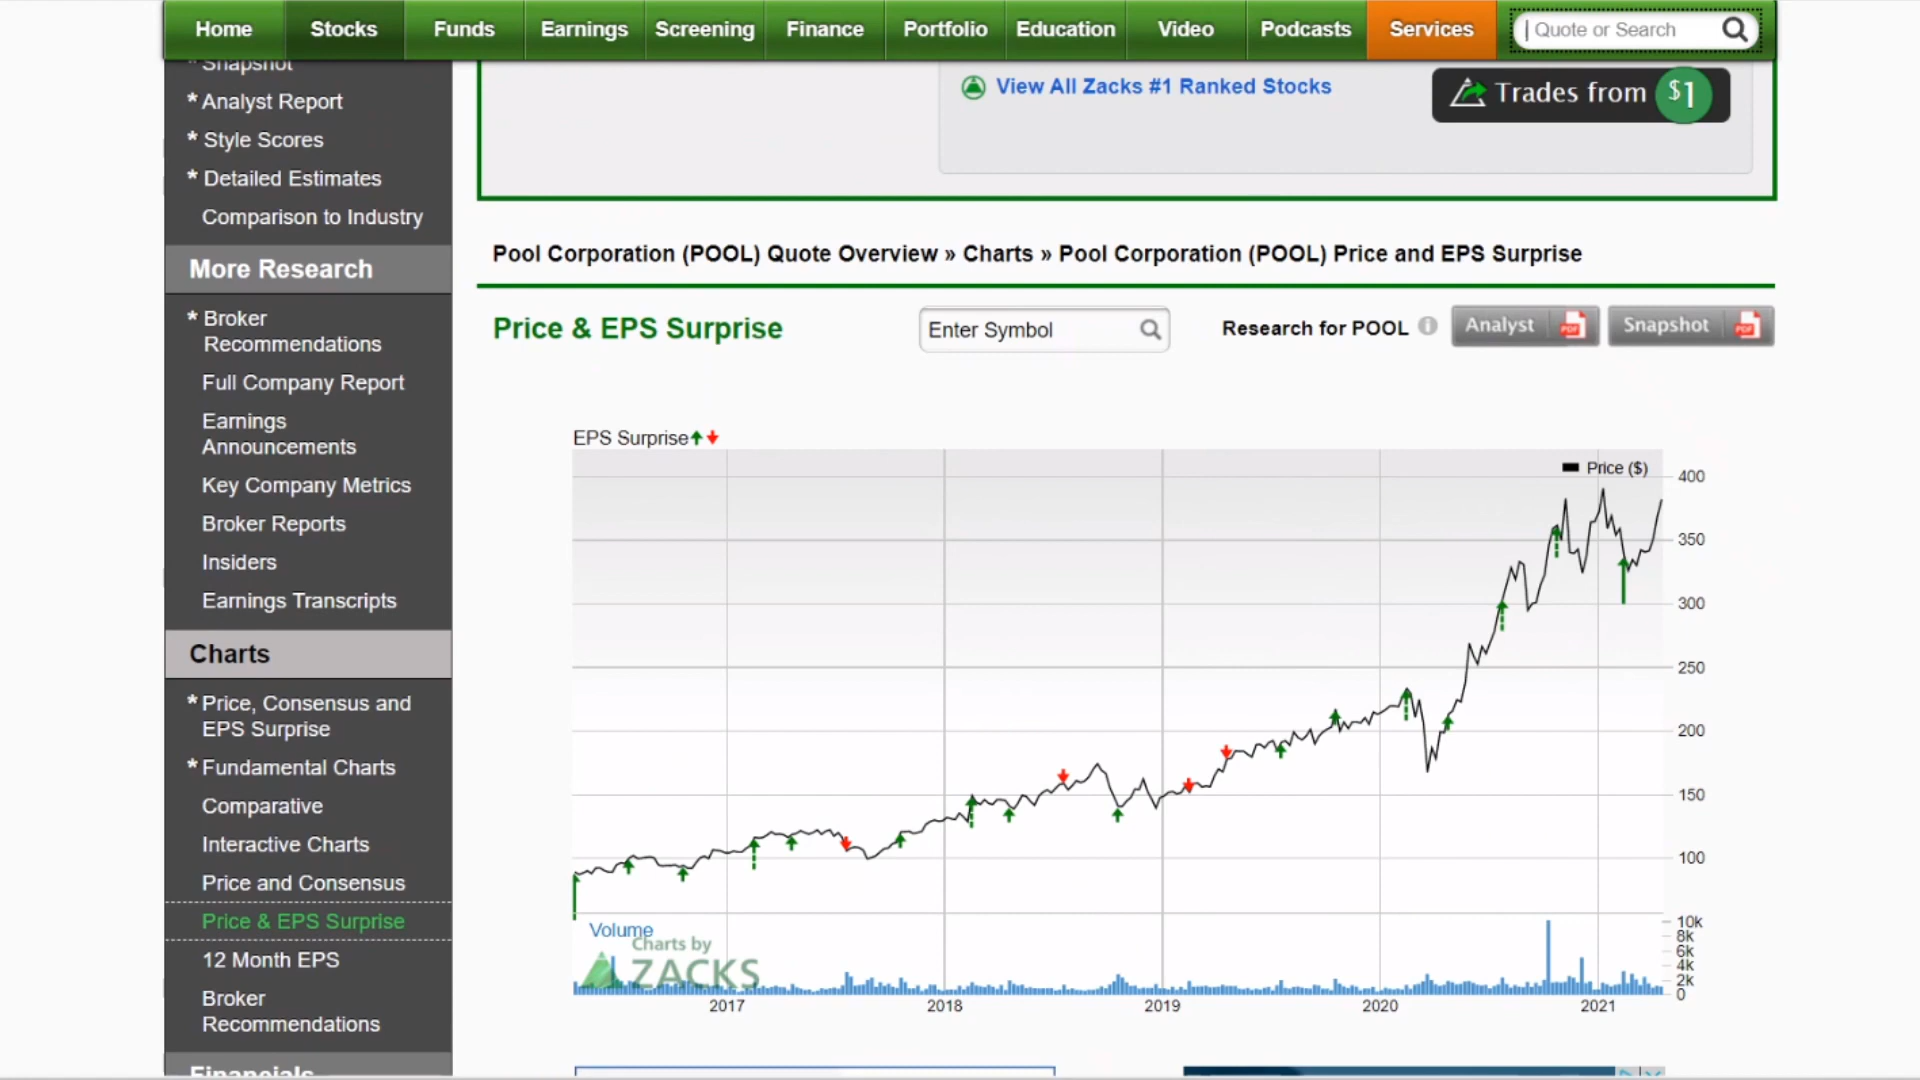 Home Stocks Funds Earnings Screening Finance Portfolio Education Video Podcasts Services | Quote or Search
* Snapshot
* Analyst Report
* Style Scores
* Detailed Estimates
Comparison to Industry
More Research
* Broker
Recommendations
Full Company Report
Earnings
Announcements
Key Company Metrics
Broker Reports
Insiders
Earnings Transcripts
Charts
* Price, Consensus and
EPS Surprise
* Fundamental Charts
Comparative
Interactive Charts
Price and Consensus
Price & EPS Surprise
12 Month EPS
Broker
Recommendations
Financials
View All Zacks #1 Ranked Stocks
Trades from $1
Pool Corporation (POOL) Quote Overview » Charts » Pool Corporation (POOL) Price and EPS Surprise
Price & EPS Surprise
Enter Symbol
Research for POOL
Analyst PDF
Snapshot PDF
EPS Surprise
Price ($)
400
350
300
250
200
150
100
Volume
Charts by
ZACKS
10k
8k
6k
4k
2k
0
2017 2018 2019 2020 2021